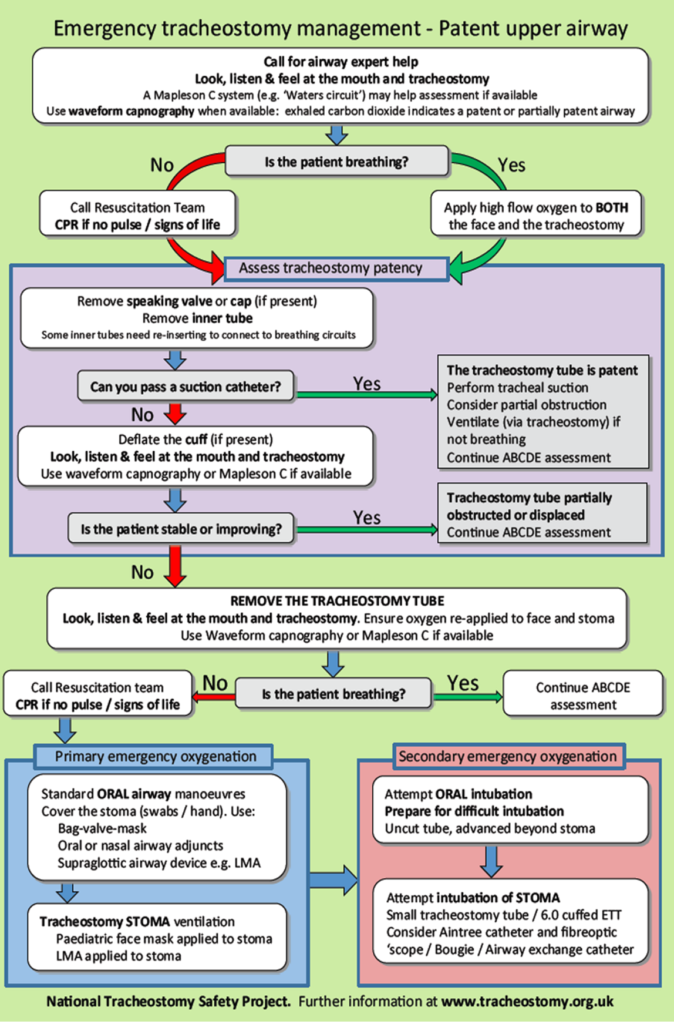 Emergency tracheostomy management - Patent upper airway
Call for airway expert help
Look, listen & feel at the mouth and tracheostomy
A Mapleson C system (e.g. ‘Waters circuit’) may help assessment if available
Use waveform capnography when available: exhaled carbon dioxide indicates a patent or partially patent airway
Is the patient breathing?
No
Yes
Call Resuscitation Team
CPR if no pulse / signs of life
Apply high flow oxygen to BOTH
the face and the tracheostomy
Assess tracheostomy patency
Remove speaking valve or cap (if present)
Remove inner tube
Some inner tubes need re-inserting to connect to breathing circuits
Can you pass a suction catheter?
Yes
The tracheostomy tube is patent
Perform tracheal suction
Consider partial obstruction
Ventilate (via tracheostomy) if
not breathing
Continue ABCDE assessment
No
Deflate the cuff (if present)
Look, listen & feel at the mouth and tracheostomy
Use waveform capnography or Mapleson C if available
Is the patient stable or improving?
Yes
Tracheostomy tube partially
obstructed or displaced
Continue ABCDE assessment
No
REMOVE THE TRACHEOSTOMY TUBE
Look, listen & feel at the mouth and tracheostomy. Ensure oxygen re-applied to face and stoma
Use Waveform capnography or Mapleson C if available
Is the patient breathing?
No
Yes
Call Resuscitation team
CPR if no pulse / signs of life
Continue ABCDE
assessment
Primary emergency oxygenation
Standard ORAL airway manoeuvres
Cover the stoma (swabs / hand). Use:
Bag-valve-mask
Oral or nasal airway adjuncts
Supraglottic airway device e.g. LMA
Tracheostomy STOMA ventilation
Paediatric face mask applied to stoma
LMA applied to stoma
Secondary emergency oxygenation
Attempt ORAL intubation
Prepare for difficult intubation
Uncut tube, advanced beyond stoma
Attempt intubation of STOMA
Small tracheostomy tube / 6.0 cuffed ETT
Consider Aintree catheter and fibreoptic
‘scope / Bougie / Airway exchange catheter
National Tracheostomy Safety Project. Further information at www.tracheostomy.org.uk